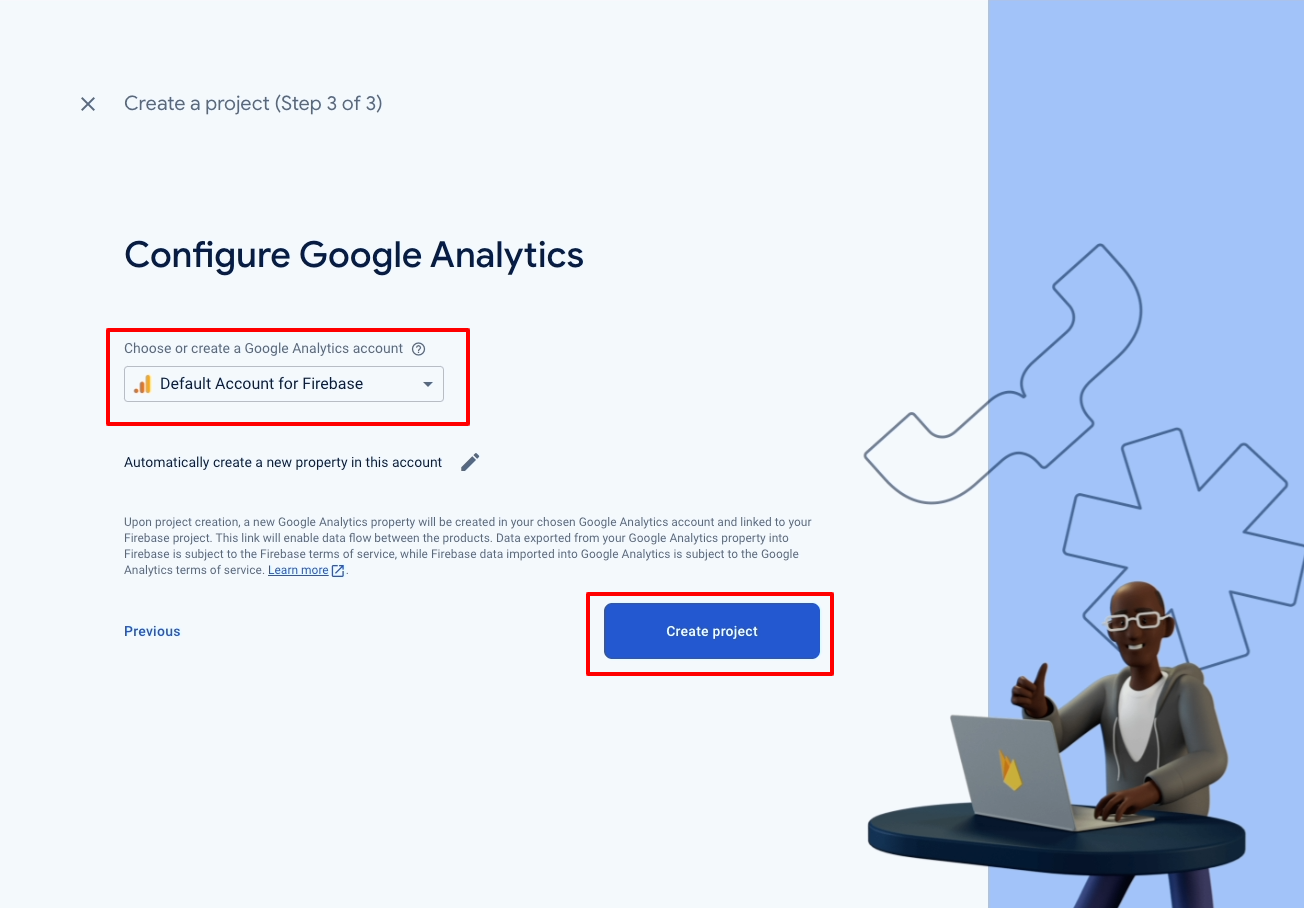 Create a project (Step 3 of 3)
Configure Google Analytics
Choose or create a Google Analytics account
Default Account for Firebase
Automatically create a new property in this account
Upon project creation, a new Google Analytics property will be created in your chosen Google Analytics account and linked to your
Firebase project. This link will enable data flow between the products. Data exported from your Google Analytics property into
Firebase is subject to the Firebase terms of service, while Firebase data imported into Google Analytics is subject to the Google
Analytics terms of service. Learn more.
Previous
Create project